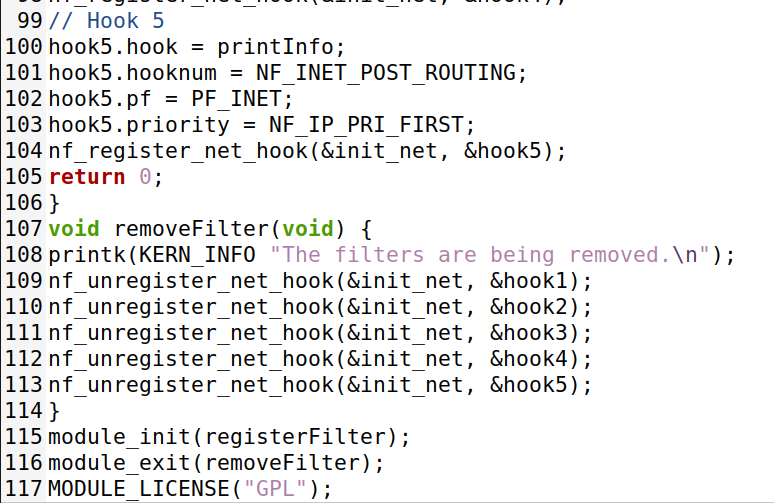 99 // Hook 5
100 hook5.hook = printInfo;
101 hook5.hooknum = NF_INET_POST_ROUTING;
102 hook5.pf = PF_INET;
103 hook5.priority = NF_IP_PRI_FIRST;
104 nf_register_net_hook(&init_net, &hook5);
105 return 0;
106 }
107 void removeFilter(void) {
108 printk(KERN_INFO "The filters are being removed.\n");
109 nf_unregister_net_hook(&init_net, &hook1);
110 nf_unregister_net_hook(&init_net, &hook2);
111 nf_unregister_net_hook(&init_net, &hook3);
112 nf_unregister_net_hook(&init_net, &hook4);
113 nf_unregister_net_hook(&init_net, &hook5);
114 }
115 module_init(registerFilter);
116 module_exit(removeFilter);
117 MODULE_LICENSE("GPL");